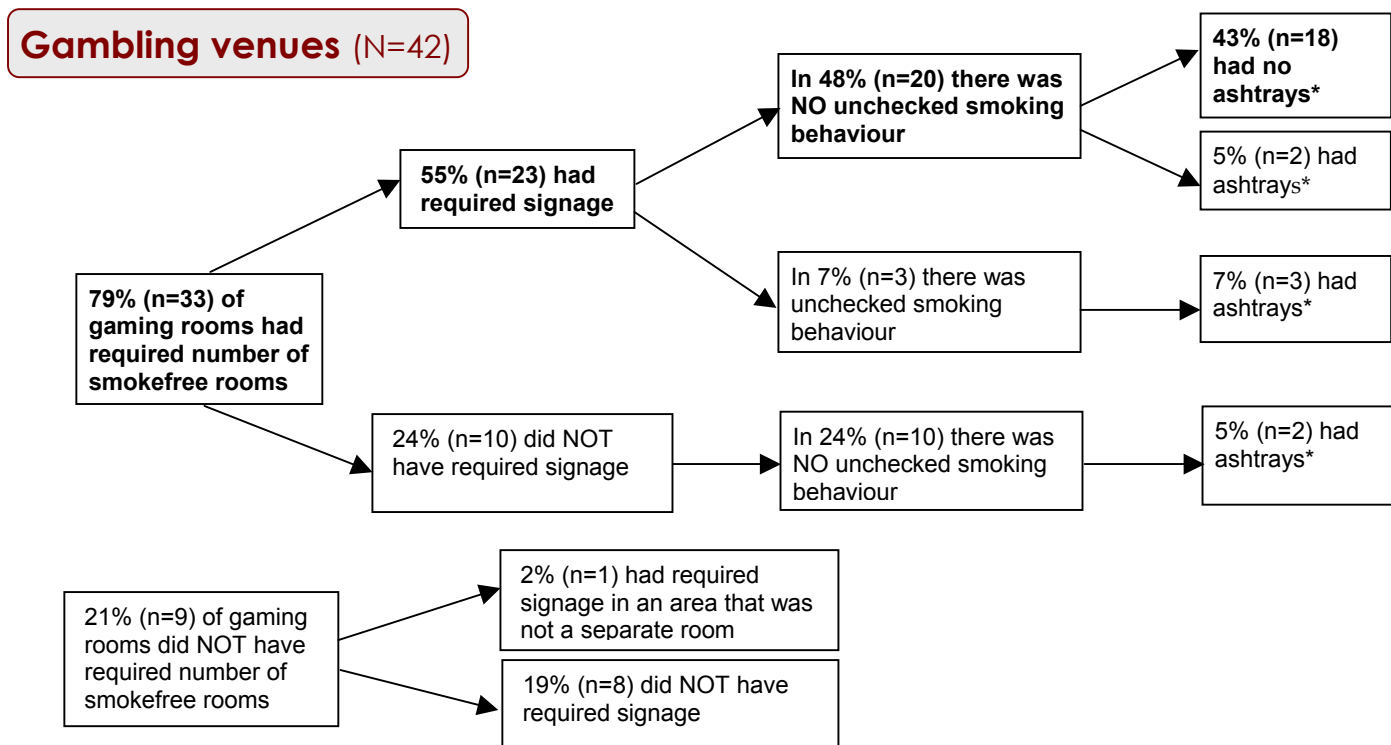 Gambling venues (N=42)
43% (n=18)
had no
ashtrays*
In 48% (n=20) there was
NO unchecked smoking
behaviour
5% (n=2) had
ashtrays*
55% (n=23) had
required signage
In 7% (n=3) there was
unchecked smoking
behaviour
7% (n=3) had
ashtrays*
79% (n=33) of
gaming rooms had
required number of
smokefree rooms
24% (n=10) did NOT
have required signage
In 24% (n=10) there was
NO unchecked smoking
behaviour
5% (n=2) had
ashtrays*
21% (n=9) of gaming
rooms did NOT have
required number of
smokefree rooms
2% (n=1) had required
signage in an area that was
not a separate room
19% (n=8) did NOT have
required signage